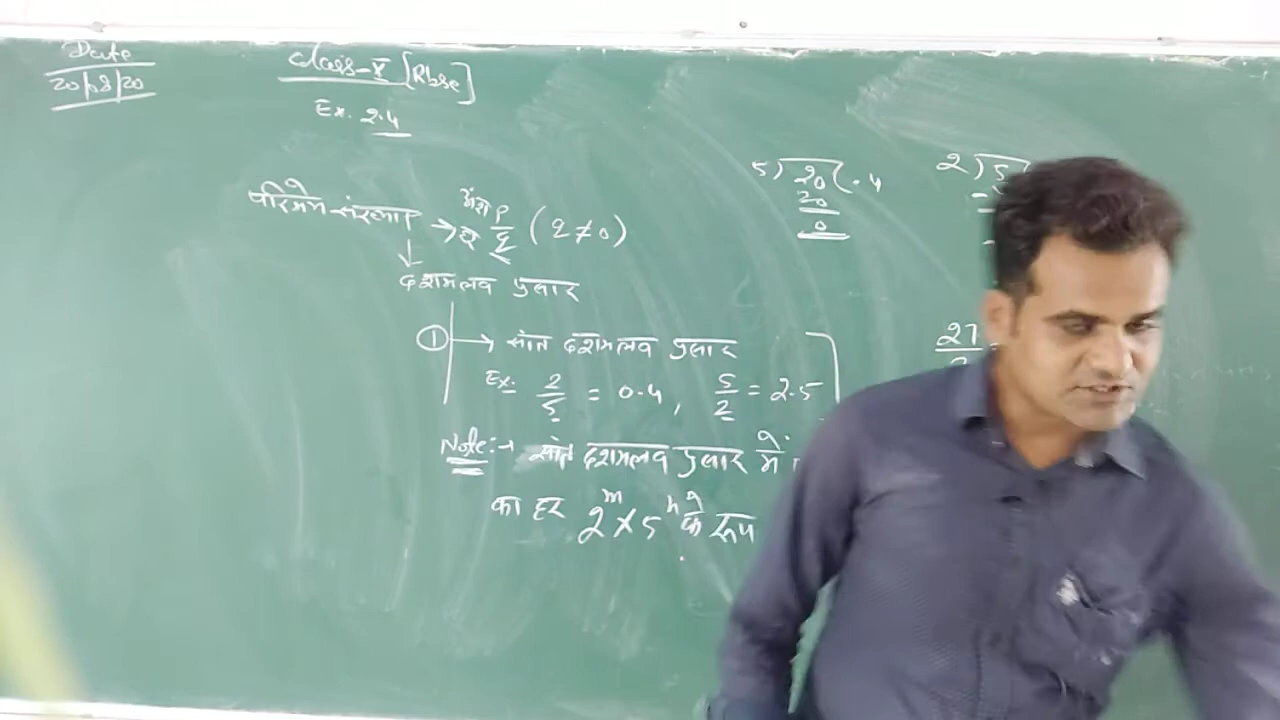 Date
20/08/20
Class-X [Rbse]
Ex. 2.4
परिमेय संख्या → अंश p/q (q ≠ 0)
↓
दशमलव प्रसार
① → सांत दशमलव प्रसार
Ex. 2/5 = 0.4, 5/2 = 2.5
Note:→ सांत दशमलव प्रसार में
का हर 2^m × 5^n के रूप
5) 20 ( .4
20
0
2) 5
27